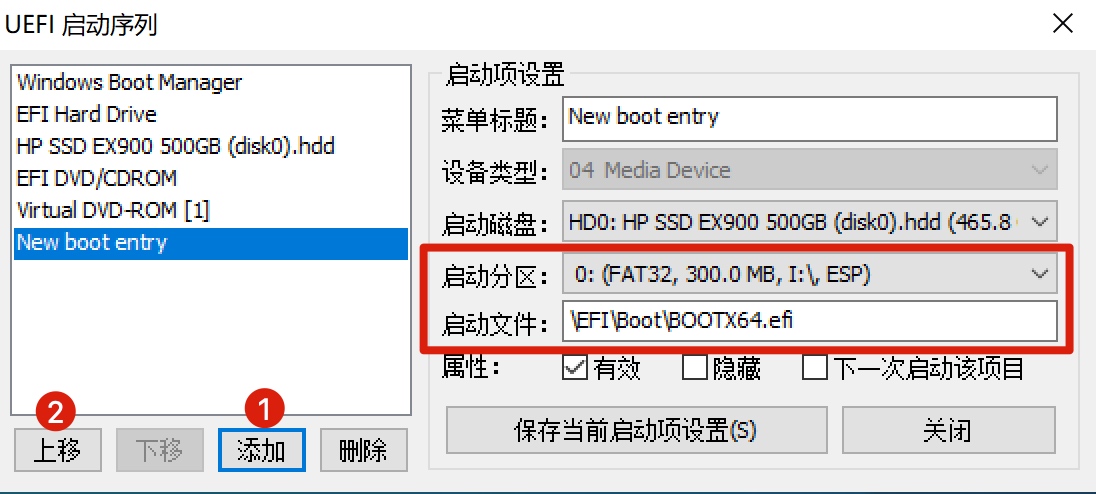 UEFI 启动序列
Windows Boot Manager
EFI Hard Drive
HP SSD EX900 500GB (disk0).hdd
EFI DVD/CDROM
Virtual DVD-ROM [1]
New boot entry
2
上移
下移
1
添加
删除
启动项设置
菜单标题： New boot entry
设备类型： 04 Media Device
启动磁盘： HD0: HP SSD EX900 500GB (disk0).hdd (465.8
启动分区： 0: (FAT32, 300.0 MB, I:\, ESP)
启动文件： \EFI\Boot\BOOTX64.efi
属性： 有效 隐藏 下一次启动该项目
保存当前启动项设置(S) 关闭